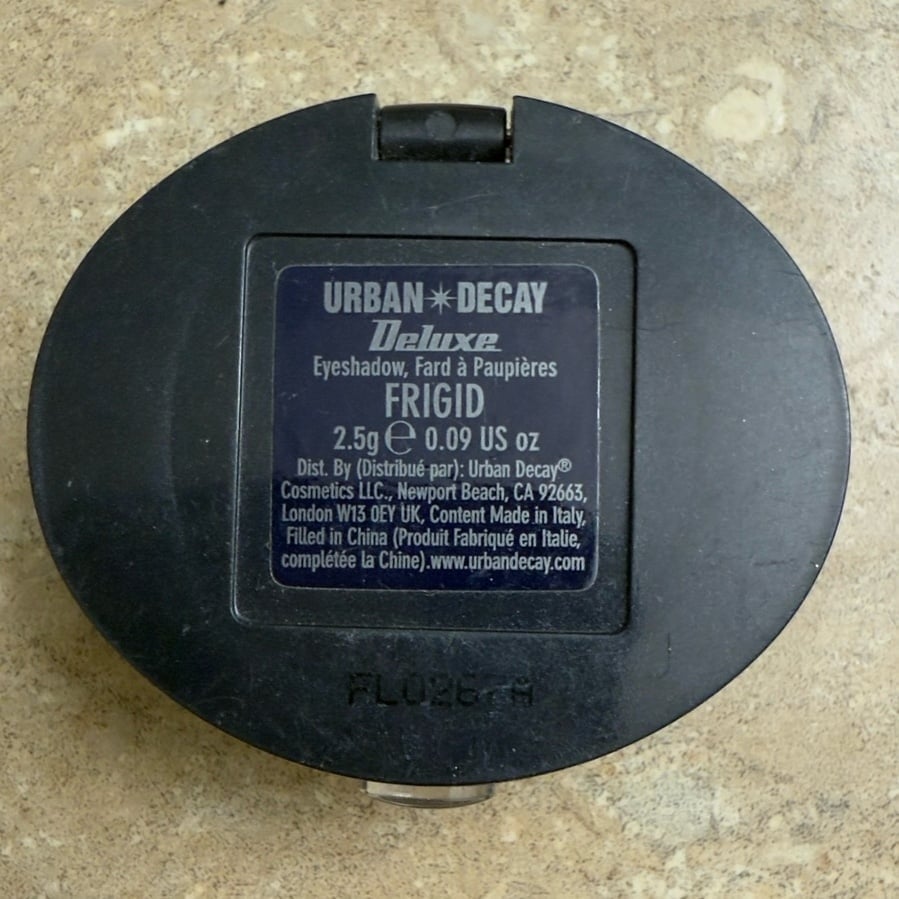 URBAN✴DECAY
Deluxe
Eyeshadow, Fard à Paupières
FRIGID
2.5g ℮ 0.09 US oz
Dist. By (Distribué par): Urban Decay®
Cosmetics LLC., Newport Beach, CA 92663,
London W13 0EY UK, Content Made in Italy,
Filled in China (Produit Fabriqué en Italie,
complétée la Chine).www.urbandecay.com